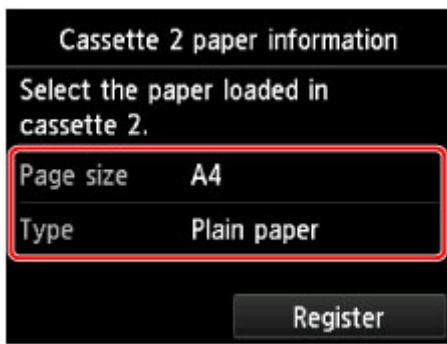 Cassette 2 paper information
Select the paper loaded in
cassette 2.
Page size A4
Type Plain paper
Register